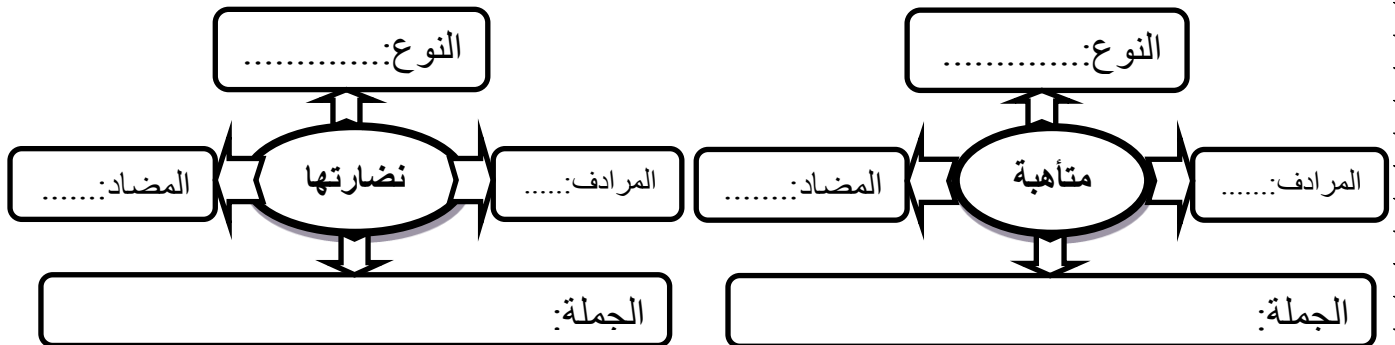 النوع:.............
النوع:.............
المرادف:......
متأهبة
المضاد:.......
المرادف:.....
نضارتها
المضاد:.......
الجملة:
الجملة: